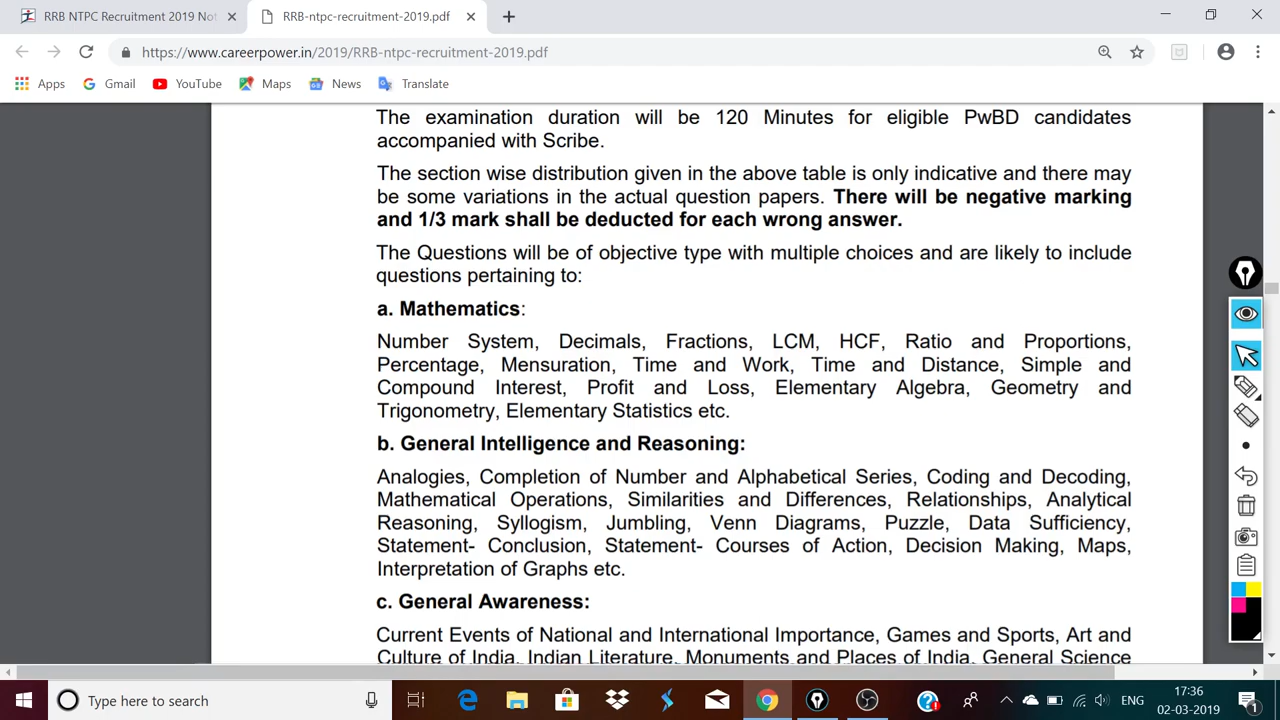 RRB NTPC Recruitment 2019 Not
RRB-ntpc-recruitment-2019.pdf
https://www.careerpower.in/2019/RRB-ntpc-recruitment-2019.pdf
Apps Gmail YouTube Maps News Translate
The examination duration will be 120 Minutes for eligible PwBD candidates
accompanied with Scribe.
The section wise distribution given in the above table is only indicative and there may
be some variations in the actual question papers. There will be negative marking
and 1/3 mark shall be deducted for each wrong answer.
The Questions will be of objective type with multiple choices and are likely to include
questions pertaining to:
a. Mathematics:
Number System, Decimals, Fractions, LCM, HCF, Ratio and Proportions,
Percentage, Mensuration, Time and Work, Time and Distance, Simple and
Compound Interest, Profit and Loss, Elementary Algebra, Geometry and
Trigonometry, Elementary Statistics etc.
b. General Intelligence and Reasoning:
Analogies, Completion of Number and Alphabetical Series, Coding and Decoding,
Mathematical Operations, Similarities and Differences, Relationships, Analytical
Reasoning, Syllogism, Jumbling, Venn Diagrams, Puzzle, Data Sufficiency,
Statement- Conclusion, Statement- Courses of Action, Decision Making, Maps,
Interpretation of Graphs etc.
c. General Awareness:
Current Events of National and International Importance, Games and Sports, Art and
Culture of India, Indian Literature, Monuments and Places of India, General Science
Type here to search
ENG
17:36
02-03-2019
1